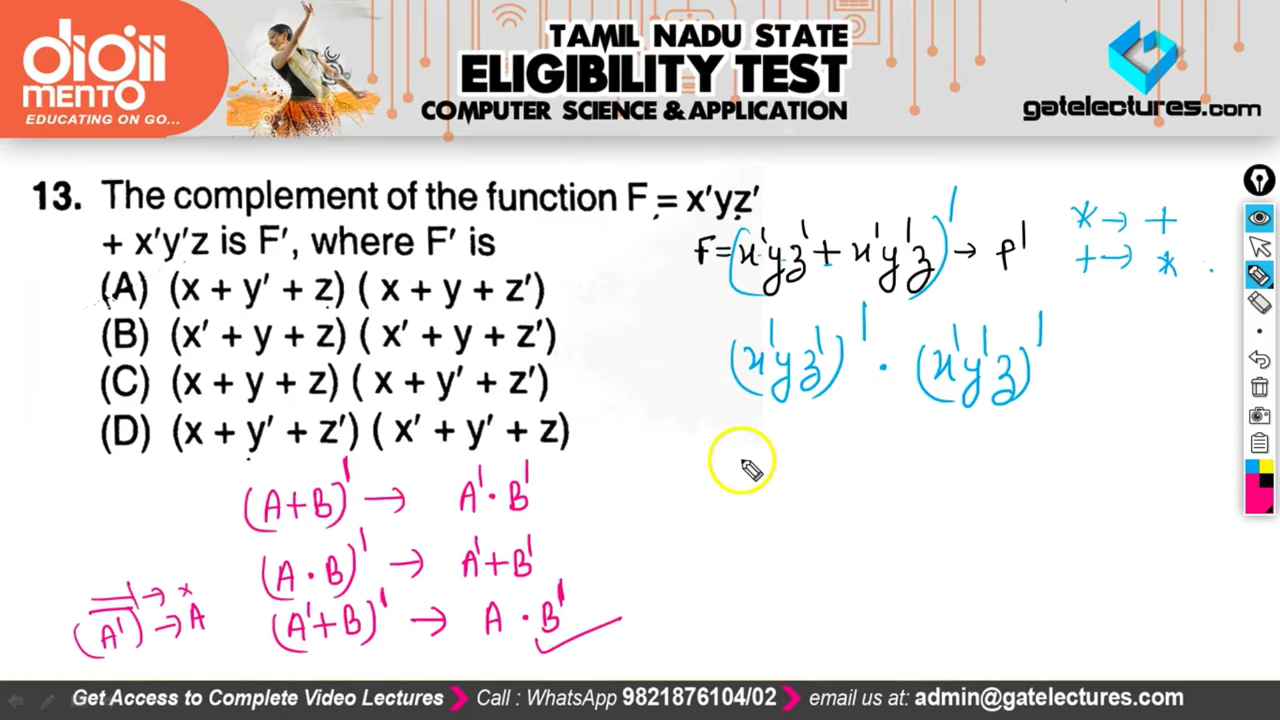 digii
MENTO
EDUCATING ON GO...
TAMIL NADU STATE
ELIGIBILITY TEST
COMPUTER SCIENCE & APPLICATION
gatelectures.com
13. The complement of the function F = x'yz'
+ x'y'z is F', where F' is
(A) (x + y' + z) ( x + y + z')
(B) (x' + y + z) ( x' + y + z')
(C) (x + y + z) ( x + y' + z')
(D) (x + y' + z') ( x' + y' + z)
F = (x'yz' + x'y'z)' → F'
* → +
+ → *
(x'yz')' · (x'y'z)'
(A+B)' → A' · B'
(A · B)' → A' + B'
(A'+B)' → A · B'
→ x
(A') → A
Get Access to Complete Video Lectures
Call : WhatsApp 9821876104/02
email us at: admin@gatelectures.com